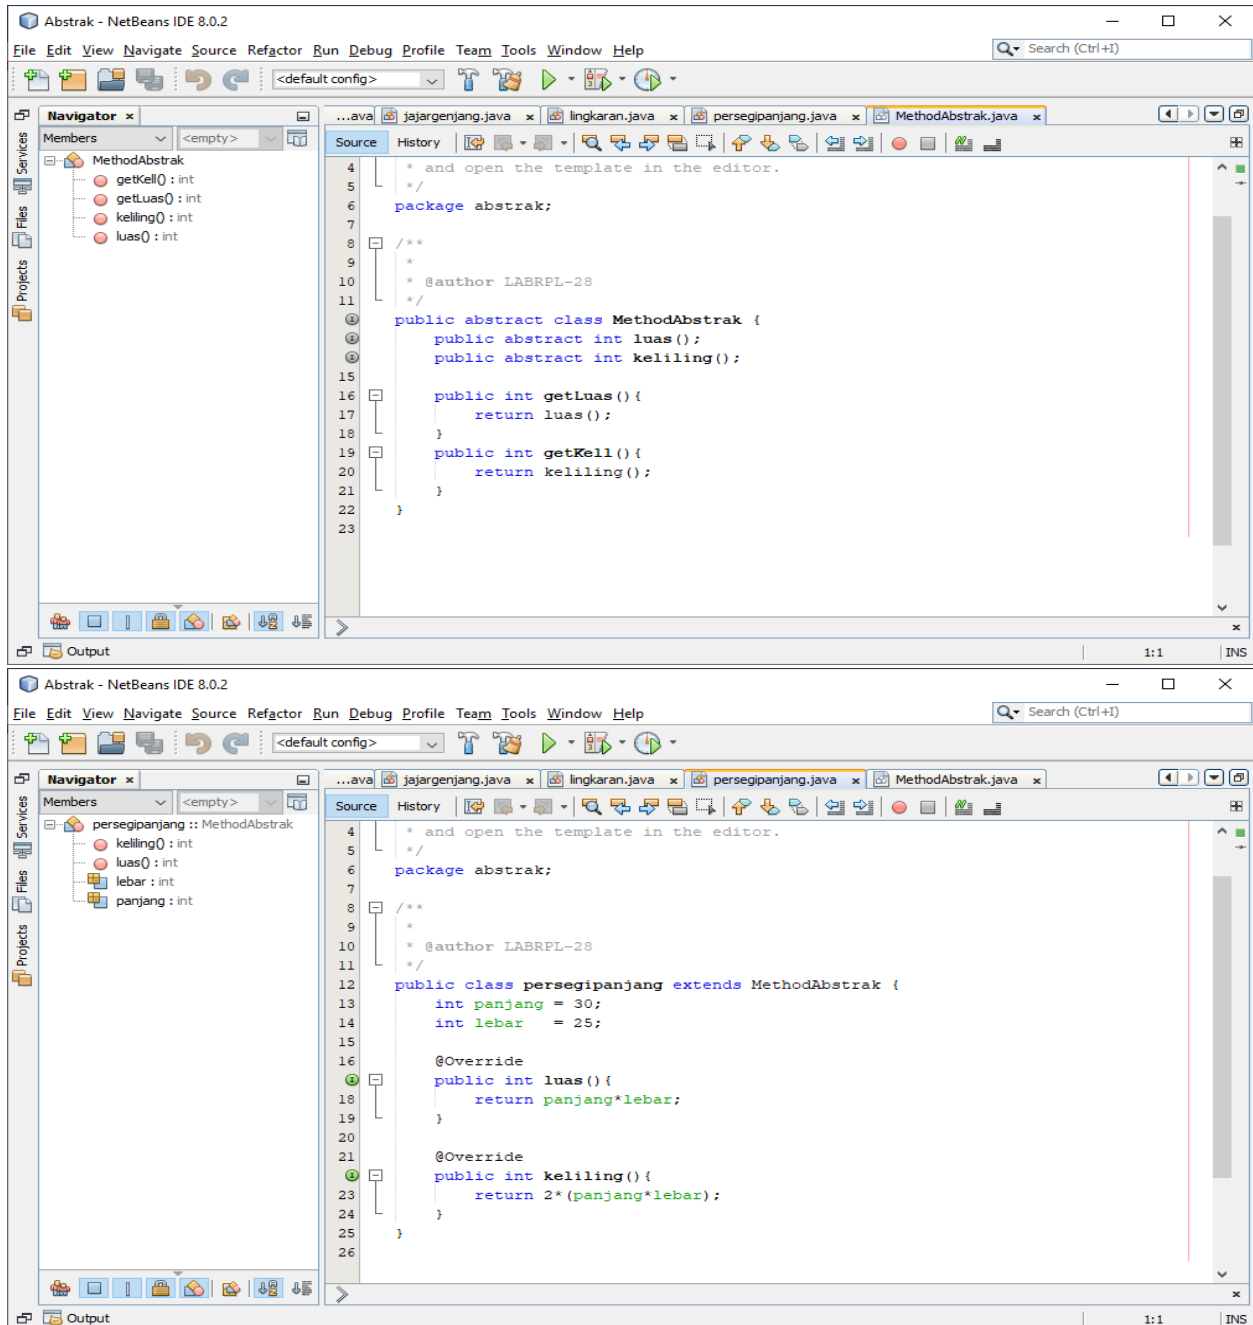 Abstrak - NetBeans IDE 8.0.2
File Edit View Navigate Source Refactor Run Debug Profile Team Tools Window Help
Search (Ctrl+I)
<default config>
Navigator
...ava jajargenjang.java lingkaran.java persegipanjang.java MethodAbstrak.java
Members <empty>
Source History
Services
Files
Projects
MethodAbstrak
getKell() : int
getLuas() : int
keliling() : int
luas() : int
4 * and open the template in the editor.
5 */
6 package abstrak;
7
8 /**
9 *
10 * @author LABRPL-28
11 */
public abstract class MethodAbstrak {
public abstract int luas();
public abstract int keliling();
15
16 public int getLuas(){
17 return luas();
18 }
19 public int getKell(){
20 return keliling();
21 }
22 }
23
Output
1:1 INS
Abstrak - NetBeans IDE 8.0.2
File Edit View Navigate Source Refactor Run Debug Profile Team Tools Window Help
Search (Ctrl+I)
<default config>
Navigator
...ava jajargenjang.java lingkaran.java persegipanjang.java MethodAbstrak.java
Members <empty>
Source History
Services
Files
Projects
persegipanjang :: MethodAbstrak
keliling() : int
luas() : int
lebar : int
panjang : int
4 * and open the template in the editor.
5 */
6 package abstrak;
7
8 /**
9 *
10 * @author LABRPL-28
11 */
12 public class persegipanjang extends MethodAbstrak {
13 int panjang = 30;
14 int lebar = 25;
15
16 @Override
public int luas(){
18 return panjang*lebar;
19 }
20
21 @Override
public int keliling(){
23 return 2*(panjang*lebar);
24 }
25 }
26
Output
1:1 INS